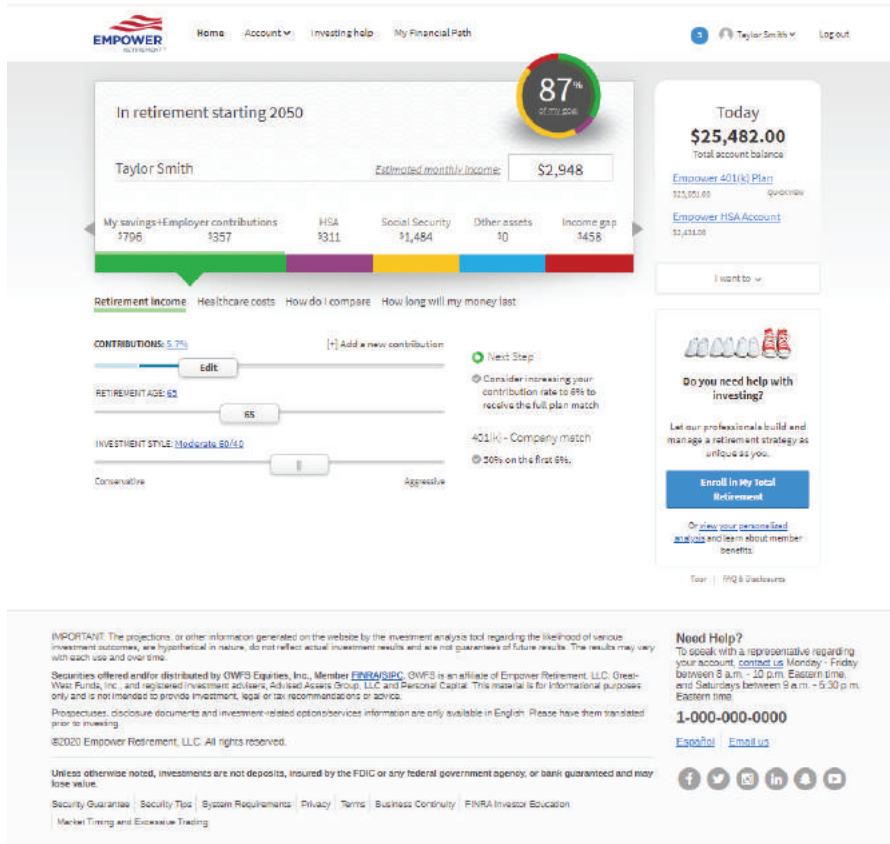 EMPOWER
RETIREMENT
Home Account Investing help My Financial Path
3 Taylor Smith Log out
In retirement starting 2050
87%
of my goal
Taylor Smith Estimated monthly income: $2,948
My savings+Employer contributions HSA Social Security Other assets Income gap
$796 $357 $311 $1,484 $0 $458
Today
$25,482.00
Total account balance
Empower 401(k) Plan
QUICK VIEW
Empower HSA Account
I want to
Retirement income Healthcare costs How do I compare How long will my money last
CONTRIBUTIONS: 5.7% [+] Add a new contribution
Edit
RETIREMENT AGE: 65
65
INVESTMENT STYLE: Moderate 60/40
Conservative Aggressive
Next Step
Consider increasing your
contribution rate to 6% to
receive the full plan match
401(k) - Company match
50% on the first 6%.
Do you need help with
investing?
Let our professionals build and
manage a retirement strategy as
unique as you.
Enroll in My Total
Retirement
Or view your personalized
analysis and learn about member
benefits.
Tour FAQ & Disclosures
IMPORTANT: The projections, or other information generated on the website by the investment analysis tool regarding the likelihood of various
investment outcomes, are hypothetical in nature, do not reflect actual investment results and are not guarantees of future results. The results may vary
with each use and over time.
Securities offered and/or distributed by GWFS Equities, Inc., Member FINRA/SIPC. GWFS is an affiliate of Empower Retirement, LLC; Great-
West Funds, Inc.; and registered investment advisers, Advised Assets Group, LLC and Personal Capital. This material is for informational purposes
only and is not intended to provide investment, legal or tax recommendations or advice.
Prospectuses, disclosure documents and investment-related options/services information are only available in English. Please have them translated
prior to investing.
©2020 Empower Retirement, LLC. All rights reserved.
Unless otherwise noted, investments are not deposits, insured by the FDIC or any federal government agency, or bank guaranteed and may
lose value.
Security Guarantee Security Tips System Requirements Privacy Terms Business Continuity FINRA Investor Education
Market Timing and Excessive Trading
Need Help?
To speak with a representative regarding
your account, contact us Monday - Friday
between 8 a.m. - 10 p.m. Eastern time,
and Saturdays between 9 a.m. - 5:30 p.m.
Eastern time.
1-000-000-0000
Español Email us